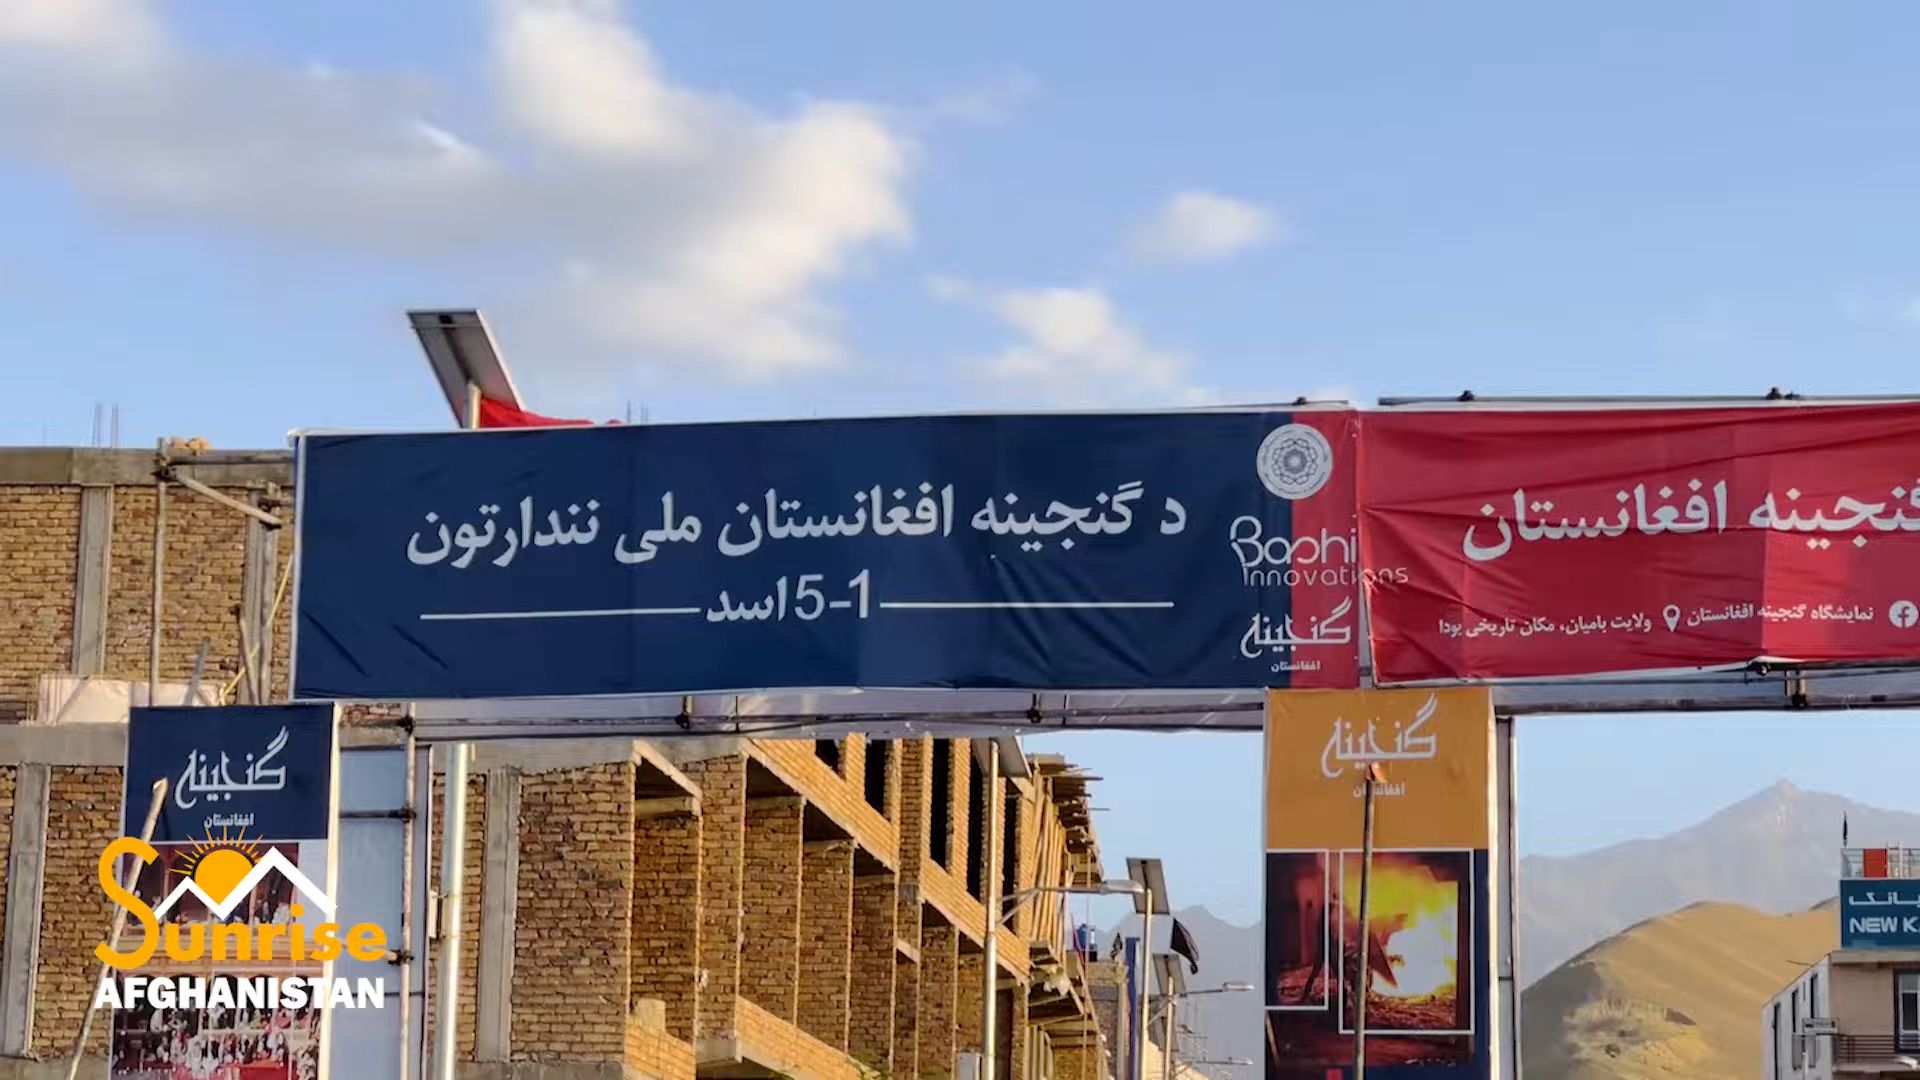 د گنجینه افغانستان ملی نندارتون
1-5 اسد
Bashi
Innovations
گنجینه
افغانستان
گنجینه افغانستان
نمایشگاه گنجینه افغانستان
ولایت بامیان، مکان تاریخی بودا
گنجینه
افغانستان
گنجینه
افغانستان
NEW K
Sunrise
AFGHANISTAN